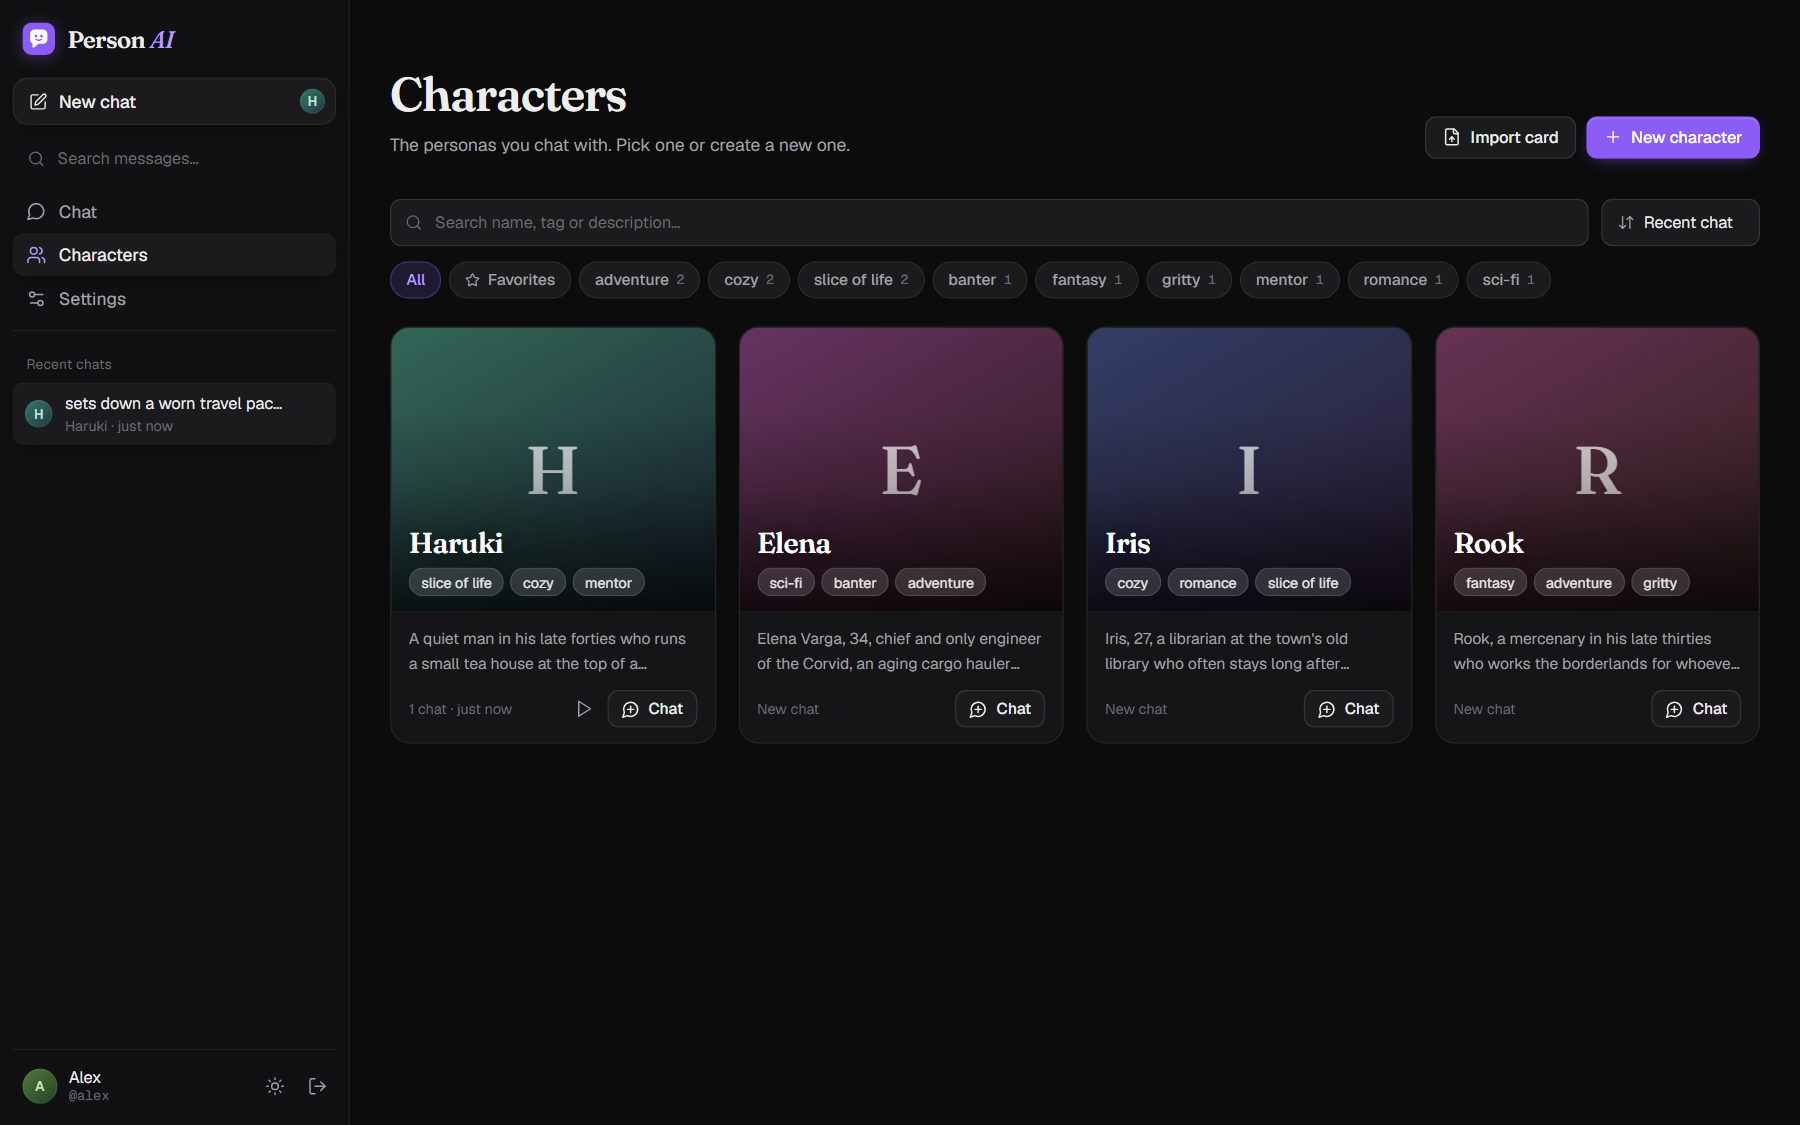 Person AI
New chat
H
Search messages...
Chat
Characters
Settings
Recent chats
H
sets down a worn travel pac...
Haruki · just now
A
Alex
@alex
Characters
The personas you chat with. Pick one or create a new one.
Import card
New character
Search name, tag or description...
Recent chat
All
Favorites
adventure 2
cozy 2
slice of life 2
banter 1
fantasy 1
gritty 1
mentor 1
romance 1
sci-fi 1
H
Haruki
slice of life cozy mentor
A quiet man in his late forties who runs
a small tea house at the top of a...
1 chat · just now
Chat
E
Elena
sci-fi banter adventure
Elena Varga, 34, chief and only engineer
of the Corvid, an aging cargo hauler...
New chat
Chat
I
Iris
cozy romance slice of life
Iris, 27, a librarian at the town's old
library who often stays long after...
New chat
Chat
R
Rook
fantasy adventure gritty
Rook, a mercenary in his late thirties
who works the borderlands for whoeve...
New chat
Chat